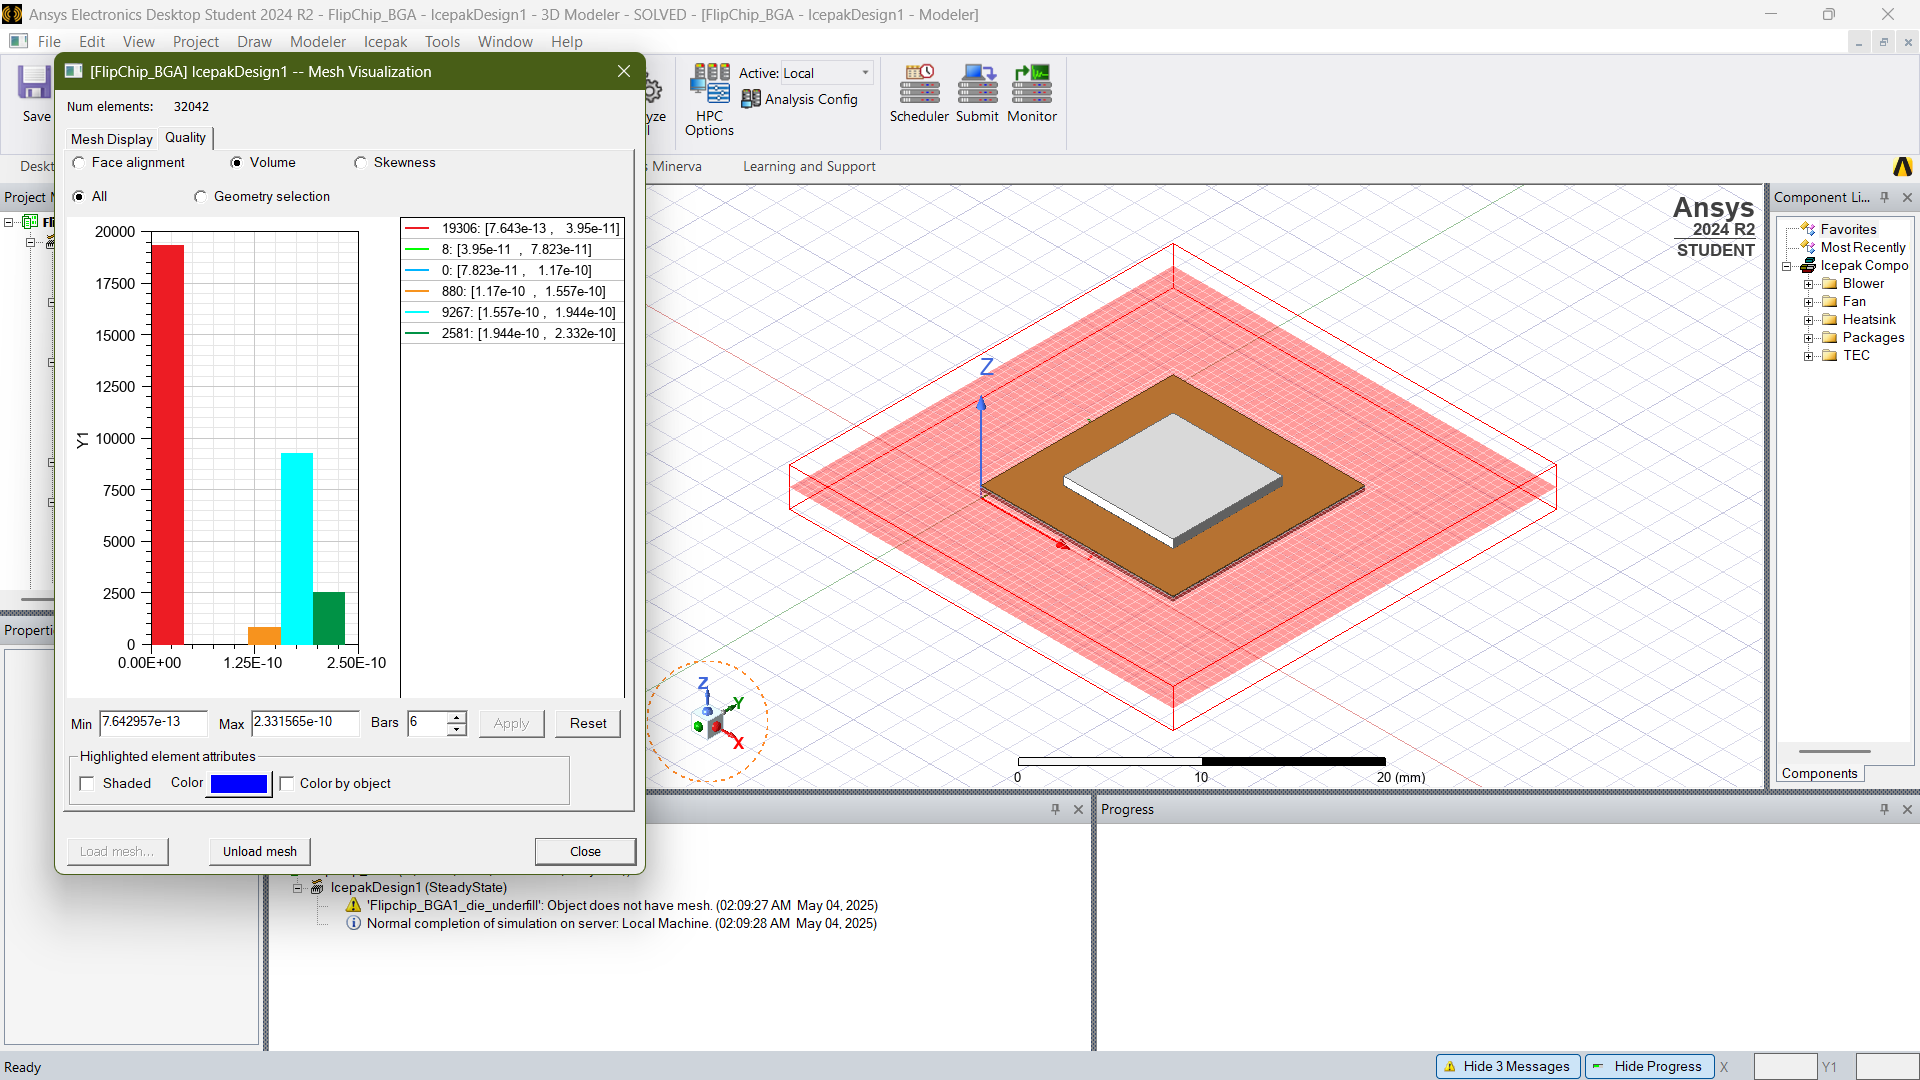 Ansys Electronics Desktop Student 2024 R2 - FlipChip_BGA - IcepakDesign1 - 3D Modeler - SOLVED - [FlipChip_BGA - IcepakDesign1 - Modeler]
File Edit View Project Draw Modeler Icepak Tools Window Help
[FlipChip_BGA] IcepakDesign1 -- Mesh Visualization
Num elements: 32042
Mesh Display Quality
Face alignment Volume Skewness
All Geometry selection
20000
17500
15000
12500
10000
7500
5000
2500
0
Y1
0.00E+00 1.25E-10 2.50E-10
19306: [7.643e-13 , 3.95e-11]
8: [3.95e-11 , 7.823e-11]
0: [7.823e-11 , 1.17e-10]
880: [1.17e-10 , 1.557e-10]
9267: [1.557e-10 , 1.944e-10]
2581: [1.944e-10 , 2.332e-10]
Min 7.642957e-13 Max 2.331565e-10 Bars 6 Apply Reset
Highlighted element attributes
Shaded Color Color by object
Load mesh... Unload mesh Close
Save
HPC
Options
Active: Local
Analysis Config
Scheduler Submit Monitor
Minerva Learning and Support
Ansys
2024 R2
STUDENT
Z
Z
Y
X
0 10 20 (mm)
Component Li...
Favorites
Most Recently
Icepak Compo
Blower
Fan
Heatsink
Packages
TEC
Components
Progress
IcepakDesign1 (SteadyState)
'Flipchip_BGA1_die_underfill': Object does not have mesh. (02:09:27 AM May 04, 2025)
Normal completion of simulation on server: Local Machine. (02:09:28 AM May 04, 2025)
Ready
Hide 3 Messages Hide Progress X Y1